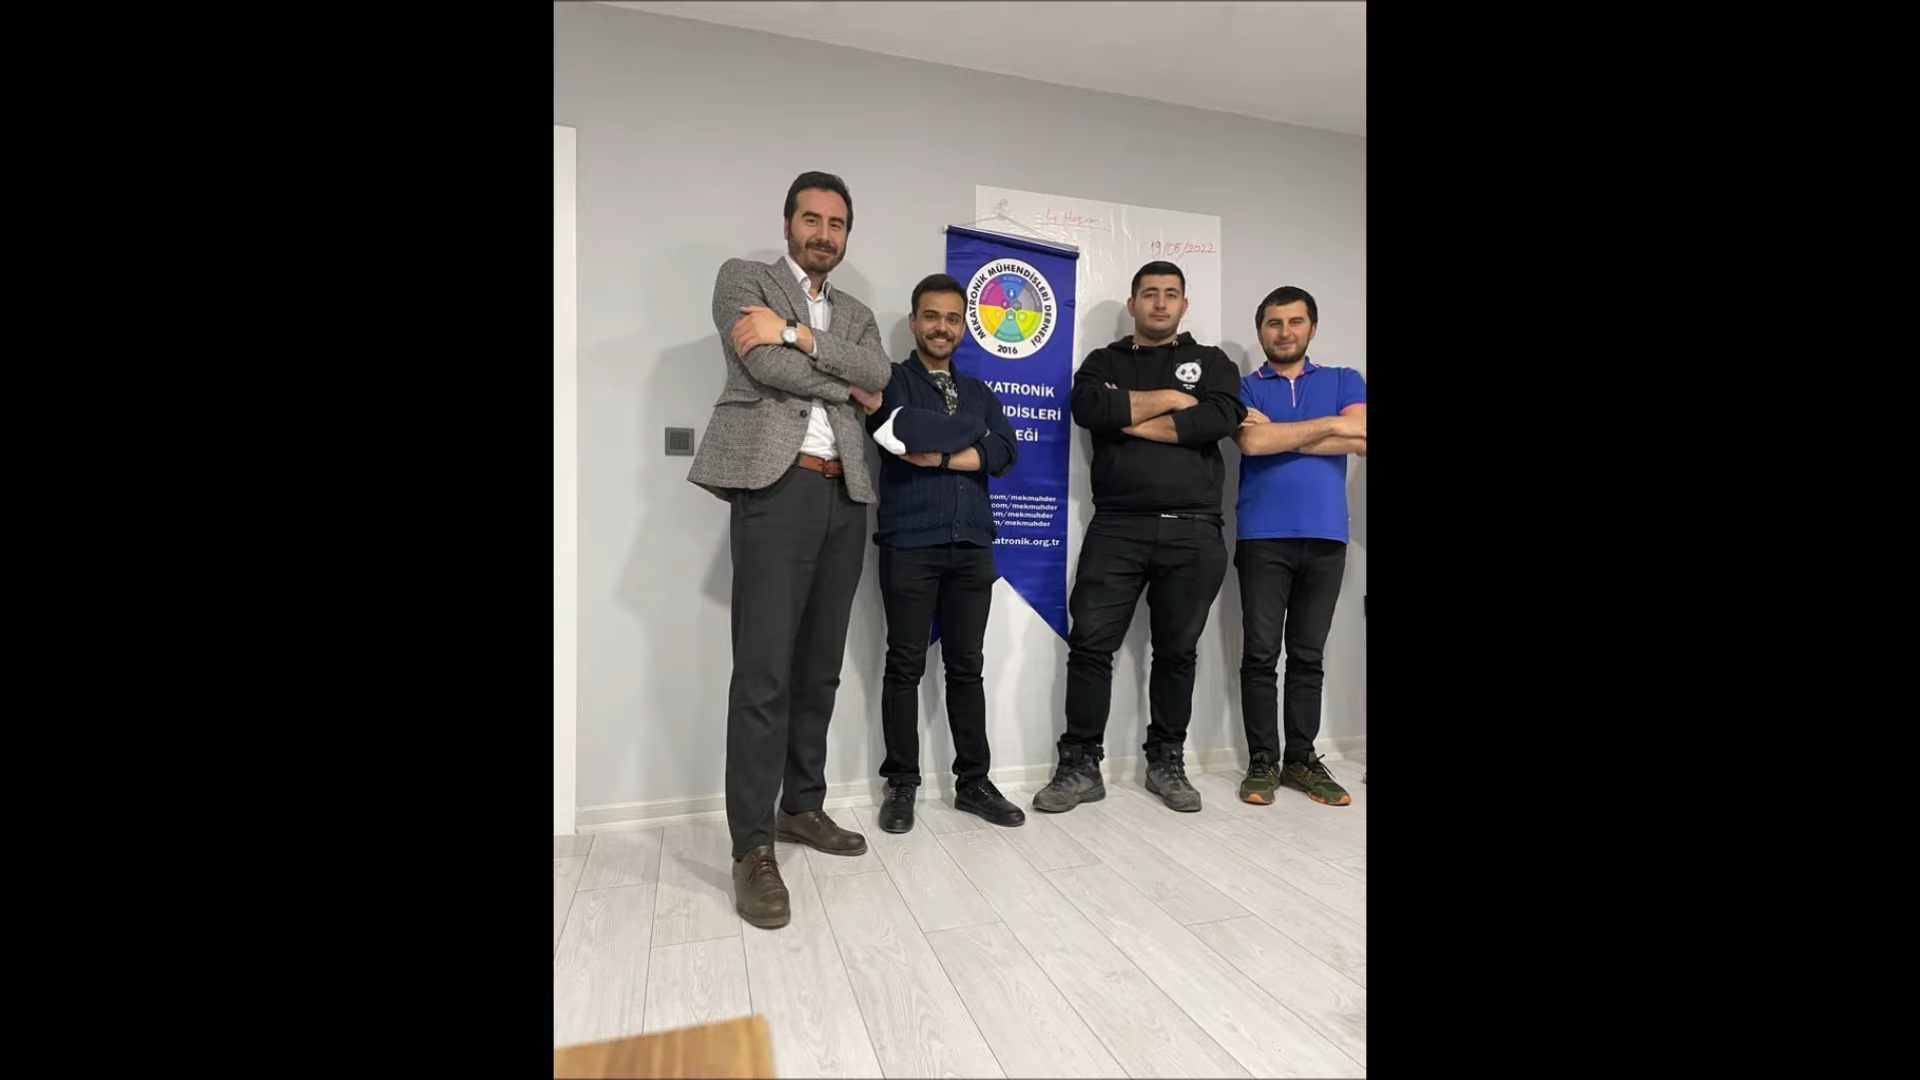 19/05/2022
MEKATRONİK MÜHENDİSLERİ DERNEĞİ
2016
KATRONİK
NDİSLERİ
EĞİ
com/mekmuhder
com/mekmuhder
om/mekmuhder
m/mekmuhder
atronik.org.tr